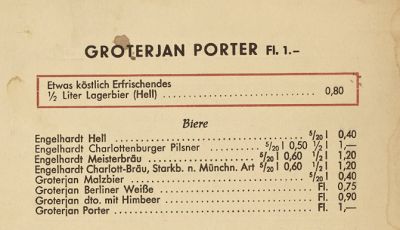 GROTERJAN PORTER Fl. 1.–
Etwas köstlich Erfrischendes
½ Liter Lagerbier (Hell) . . . . . . . . . . . . . . . . . . . . . . . 0,80
Biere
Engelhardt Hell . . . . . . . . . . . . . . . . . . . . . . . . . . 5/20 l 0,40
Engelhardt Charlottenburger Pilsner . . . . . . . 5/20 l 0,50 ½ l 1,—
Engelhardt Meisterbräu . . . . . . . . . . . . . . 5/20 l 0,60 1/2 l 1,20
Engelhardt Charlott-Bräu, Starkb. n. Münchn. Art 5/20 l 0,60 1/2 l 1,20
Groterjan Malzbier . . . . . . . . . . . . . . . . . . . . . . . . . 5/20 l 0,40
Groterjan Berliner Weiße . . . . . . . . . . . . . . . . . . . . . . Fl. 0,75
Groterjan dto. mit Himbeer . . . . . . . . . . . . . . . . . . . . . Fl. 0,90
Groterjan Porter . . . . . . . . . . . . . . . . . . . . . . . . . . . Fl. 1,—